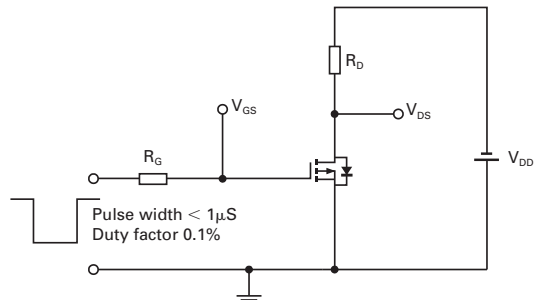 R_D
V_GS
V_DS
R_G
V_DD
Pulse width < 1μS
Duty factor 0.1%